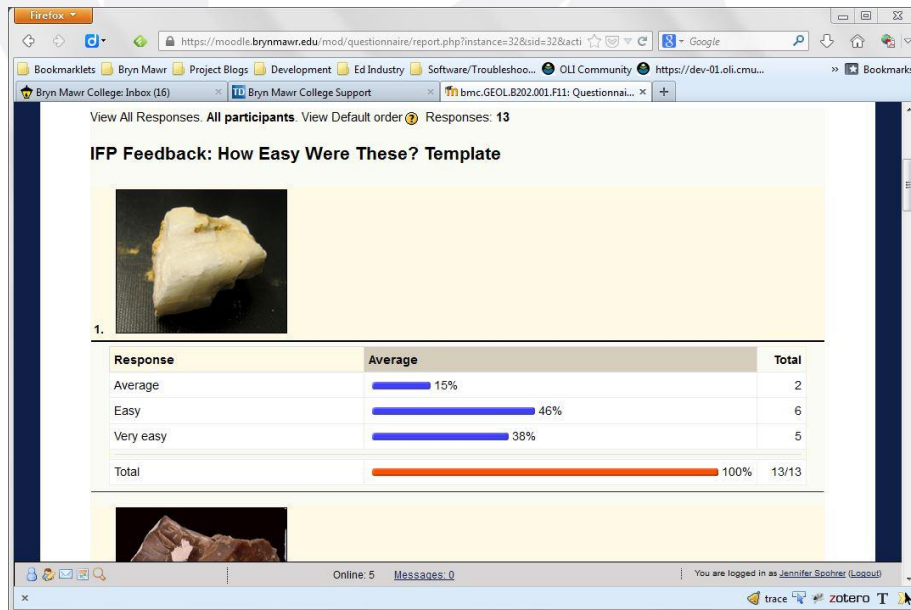 Firefox
https://moodle.brynmawr.edu/mod/questionnaire/report.php?instance=32&sid=32&acti
Google
Bookmarklets Bryn Mawr Project Blogs Development Ed Industry Software/Troubleshoo... OLI Community https://dev-01.oli.cmu... » Bookmarks
Bryn Mawr College: Inbox (16) × TD Bryn Mawr College Support × bmc.GEOL.B202.001.F11: Questionnai... × +
View All Responses. All participants. View Default order ? Responses: 13
IFP Feedback: How Easy Were These? Template
1.
Response Average Total
Average 15% 2
Easy 46% 6
Very easy 38% 5
Total 100% 13/13
Online: 5 Messages: 0 You are logged in as Jennifer Spohrer (Logout)
× trace zotero T